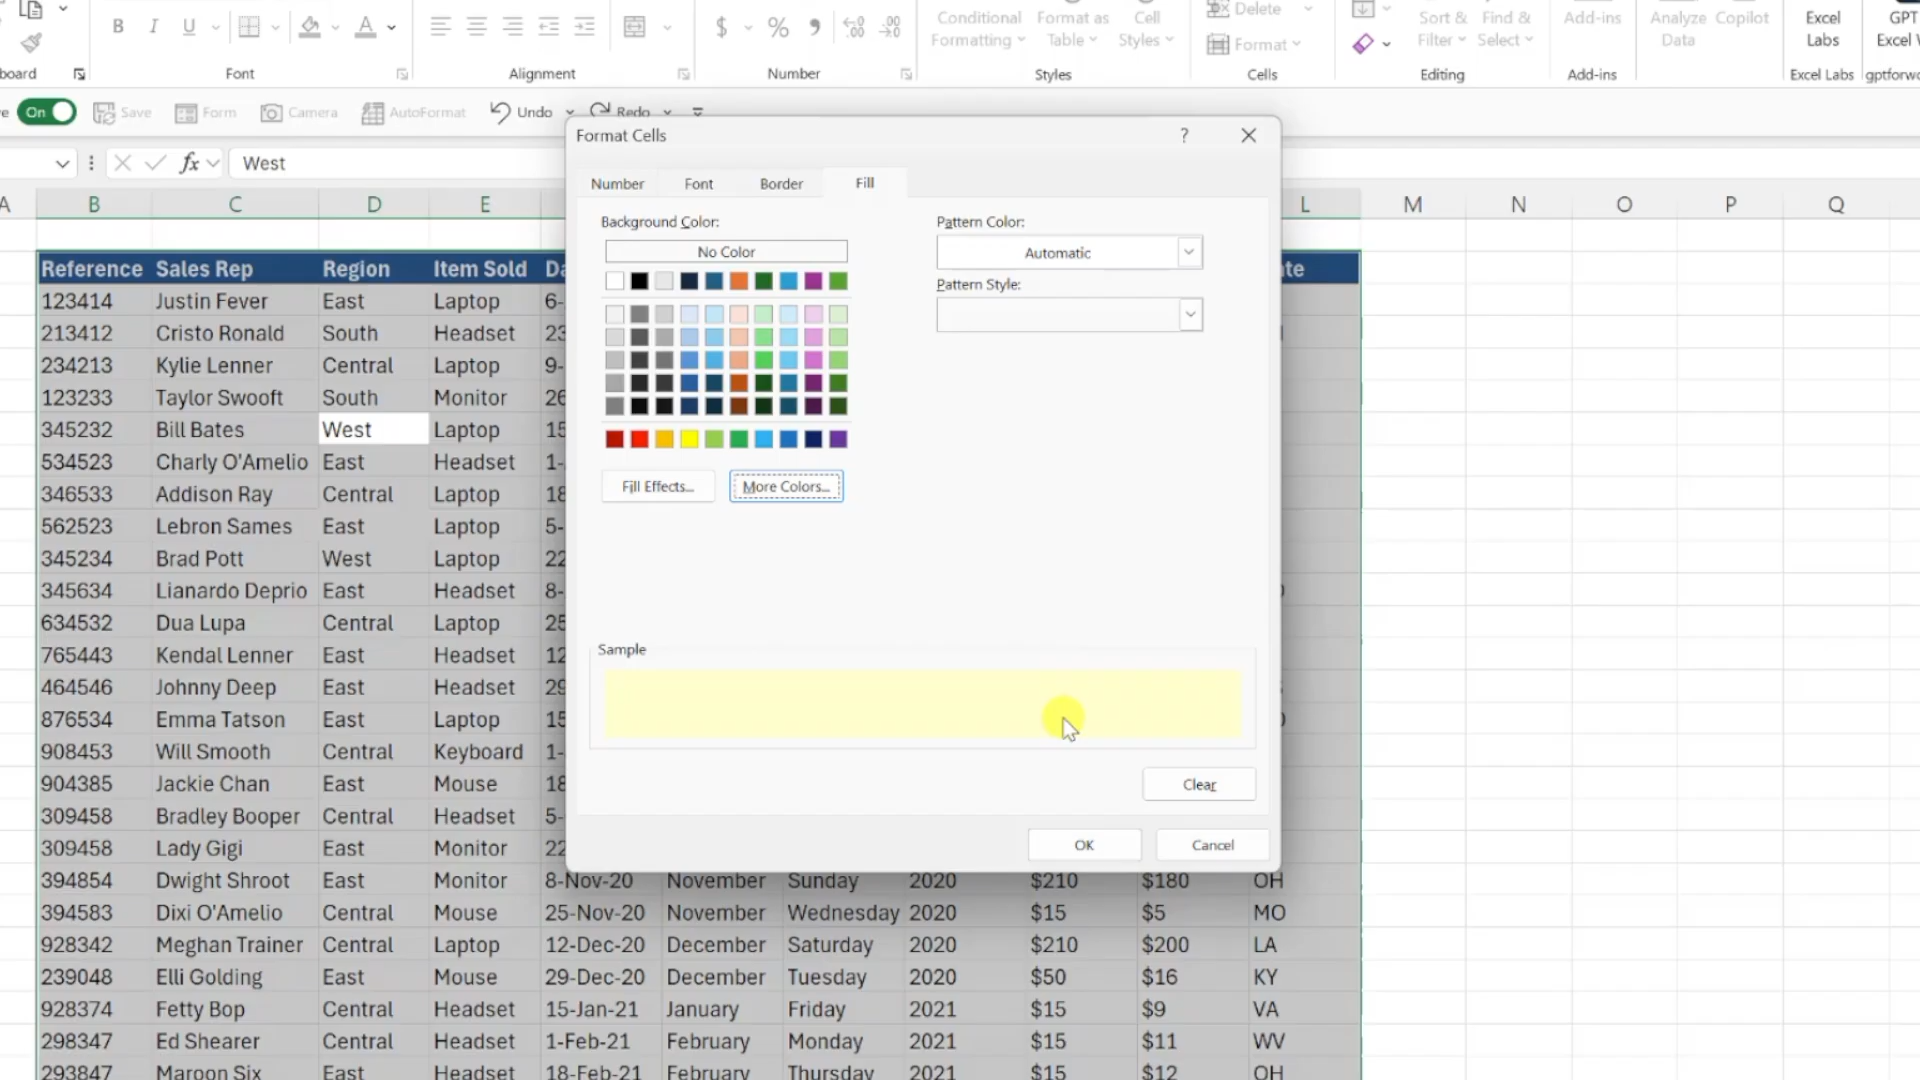 B I U A $ % , Conditional Format as Cell Delete Sort & Find & Add-ins Analyze Copilot Excel GPT
Formatting Table Styles Format Filter Select Data Labs Excel W
board Font Alignment Number Styles Cells Editing Add-ins Excel Labs gptforwo
e On Save Form Camera AutoFormat Undo Redo
fx West
Format Cells ?
Number Font Border Fill
Background Color:
No Color
Fill Effects... More Colors...
Pattern Color:
Automatic
Pattern Style:
Sample
Clear
OK Cancel
A B C D E L M N O P Q
Reference Sales Rep Region Item Sold Da te
123414 Justin Fever East Laptop 6-
213412 Cristo Ronald South Headset 23
234213 Kylie Lenner Central Laptop 9-
123233 Taylor Swooft South Monitor 26
345232 Bill Bates West Laptop 15
534523 Charly O'Amelio East Headset 1-
346533 Addison Ray Central Laptop 18
562523 Lebron Sames East Laptop 5-
345234 Brad Pott West Laptop 22
345634 Lianardo Deprio East Headset 8-
634532 Dua Lupa Central Laptop 25
765443 Kendal Lenner East Headset 12
464546 Johnny Deep East Headset 29
876534 Emma Tatson East Laptop 15
908453 Will Smooth Central Keyboard 1-
904385 Jackie Chan East Mouse 18
309458 Bradley Booper Central Headset 5-
309458 Lady Gigi East Monitor 22
394854 Dwight Shroot East Monitor 8-Nov-20 November Sunday 2020 $210 $180 OH
394583 Dixi O'Amelio Central Mouse 25-Nov-20 November Wednesday 2020 $15 $5 MO
928342 Meghan Trainer Central Laptop 12-Dec-20 December Saturday 2020 $210 $200 LA
239048 Elli Golding East Mouse 29-Dec-20 December Tuesday 2020 $50 $16 KY
928374 Fetty Bop Central Headset 15-Jan-21 January Friday 2021 $15 $9 VA
298347 Ed Shearer Central Headset 1-Feb-21 February Monday 2021 $15 $11 WV
293847 Maroon Six East Headset 18-Feb-21 February Thursday 2021 $15 $12 OH